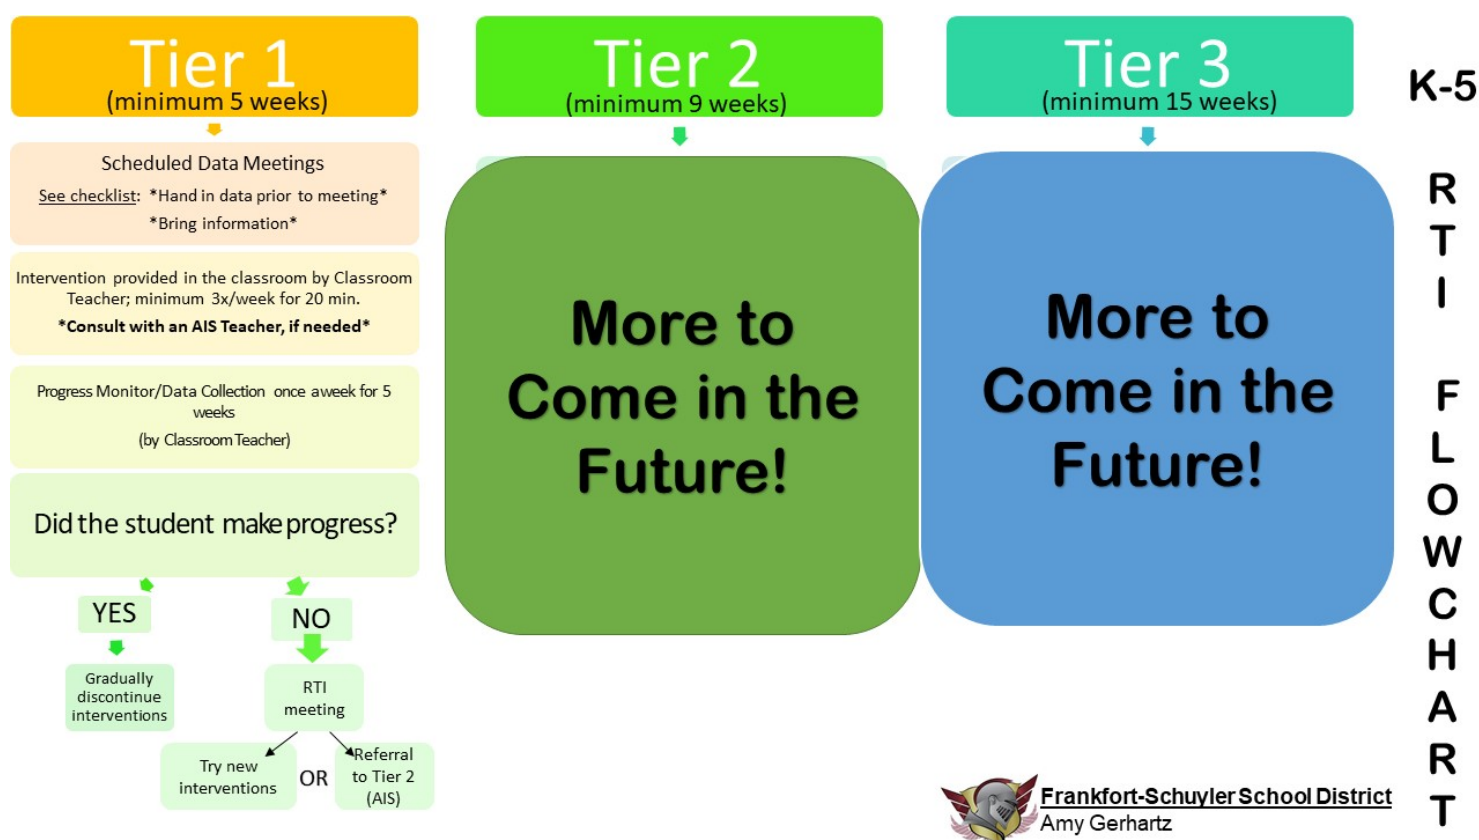 Tier 1
(minimum 5 weeks)
Scheduled Data Meetings
See checklist: *Hand in data prior to meeting*
*Bring information*
Intervention provided in the classroom by Classroom
Teacher; minimum 3x/week for 20 min.
*Consult with an AIS Teacher, if needed*
Progress Monitor/Data Collection once a week for 5
weeks
(by Classroom Teacher)
Did the student make progress?
YES
Gradually
discontinue
interventions
NO
RTI
meeting
Try new
interventions
OR
Referral
to Tier 2
(AIS)
Tier 2
(minimum 9 weeks)
More to
Come in the
Future!
Tier 3
(minimum 15 weeks)
More to
Come in the
Future!
K-5
R
T
I
F
L
O
W
C
H
A
R
T
Frankfort-Schuyler School District
Amy Gerhartz